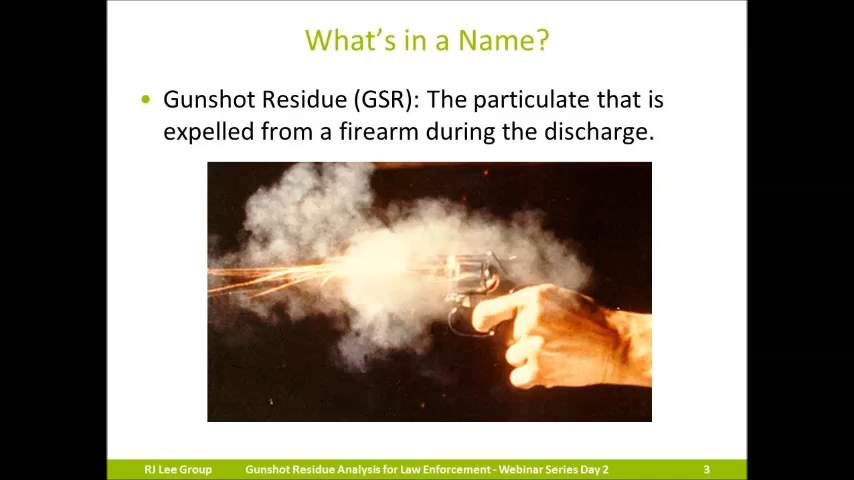 What's in a Name?
• Gunshot Residue (GSR): The particulate that is
expelled from a firearm during the discharge.
RJ Lee Group Gunshot Residue Analysis for Law Enforcement - Webinar Series Day 2 3